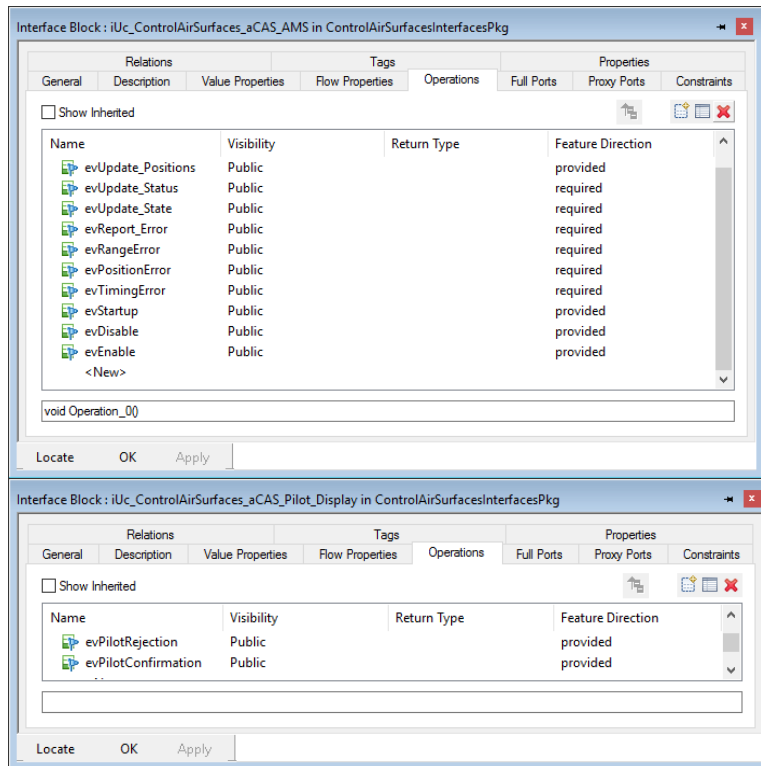 Interface Block : iUc_ControlAirSurfaces_aCAS_AMS in ControlAirSurfacesInterfacesPkg
Relations Tags Properties
General Description Value Properties Flow Properties Operations Full Ports Proxy Ports Constraints
Show Inherited
Name Visibility Return Type Feature Direction
evUpdate_Positions Public provided
evUpdate_Status Public required
evUpdate_State Public required
evReport_Error Public required
evRangeError Public required
evPositionError Public required
evTimingError Public required
evStartup Public provided
evDisable Public provided
evEnable Public provided
<New>
void Operation_0()
Locate OK Apply
Interface Block : iUc_ControlAirSurfaces_aCAS_Pilot_Display in ControlAirSurfacesInterfacesPkg
Relations Tags Properties
General Description Value Properties Flow Properties Operations Full Ports Proxy Ports Constraints
Show Inherited
Name Visibility Return Type Feature Direction
evPilotRejection Public provided
evPilotConfirmation Public provided
Locate OK Apply